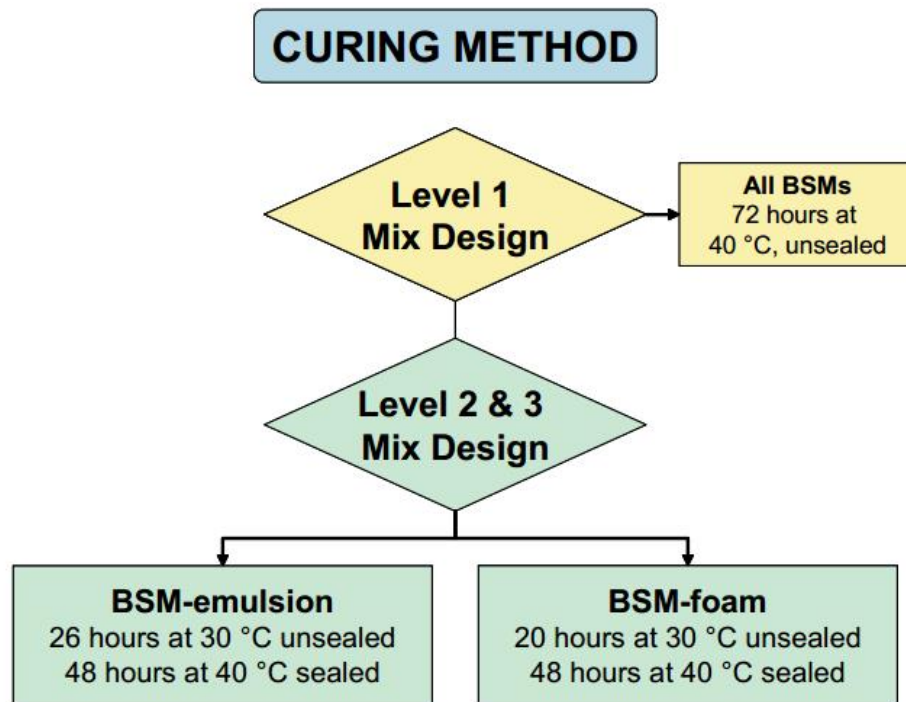 CURING METHOD
Level 1
Mix Design
All BSMs
72 hours at
40 °C, unsealed
Level 2 & 3
Mix Design
BSM-emulsion
26 hours at 30 °C unsealed
48 hours at 40 °C sealed
BSM-foam
20 hours at 30 °C unsealed
48 hours at 40 °C sealed